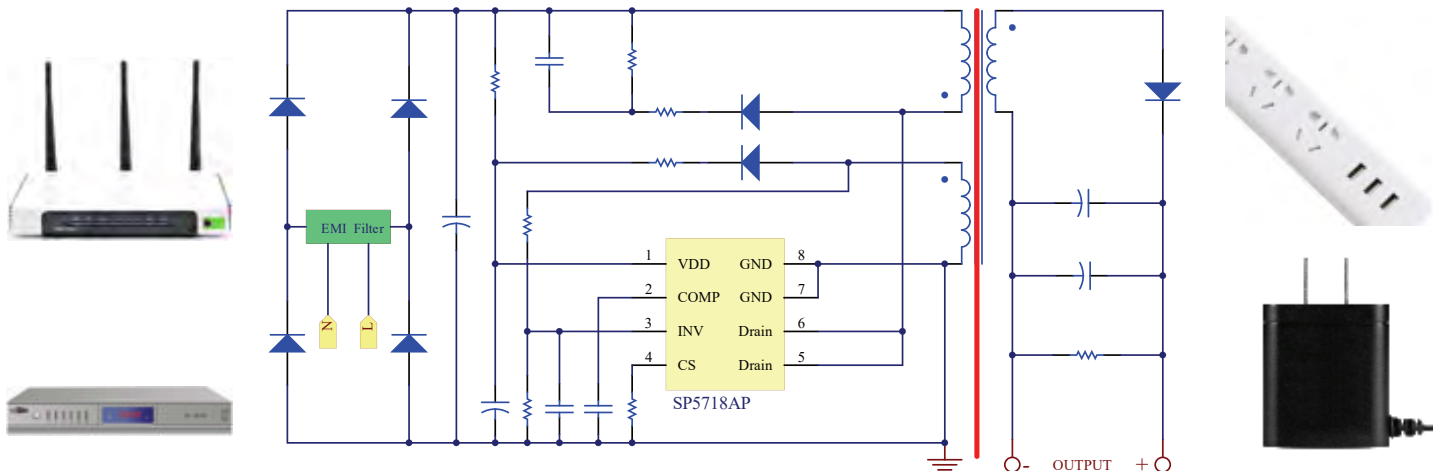 EMI Filter
N
L
1 VDD GND 8
2 COMP GND 7
3 INV Drain 6
4 CS Drain 5
SP5718AP
- OUTPUT +